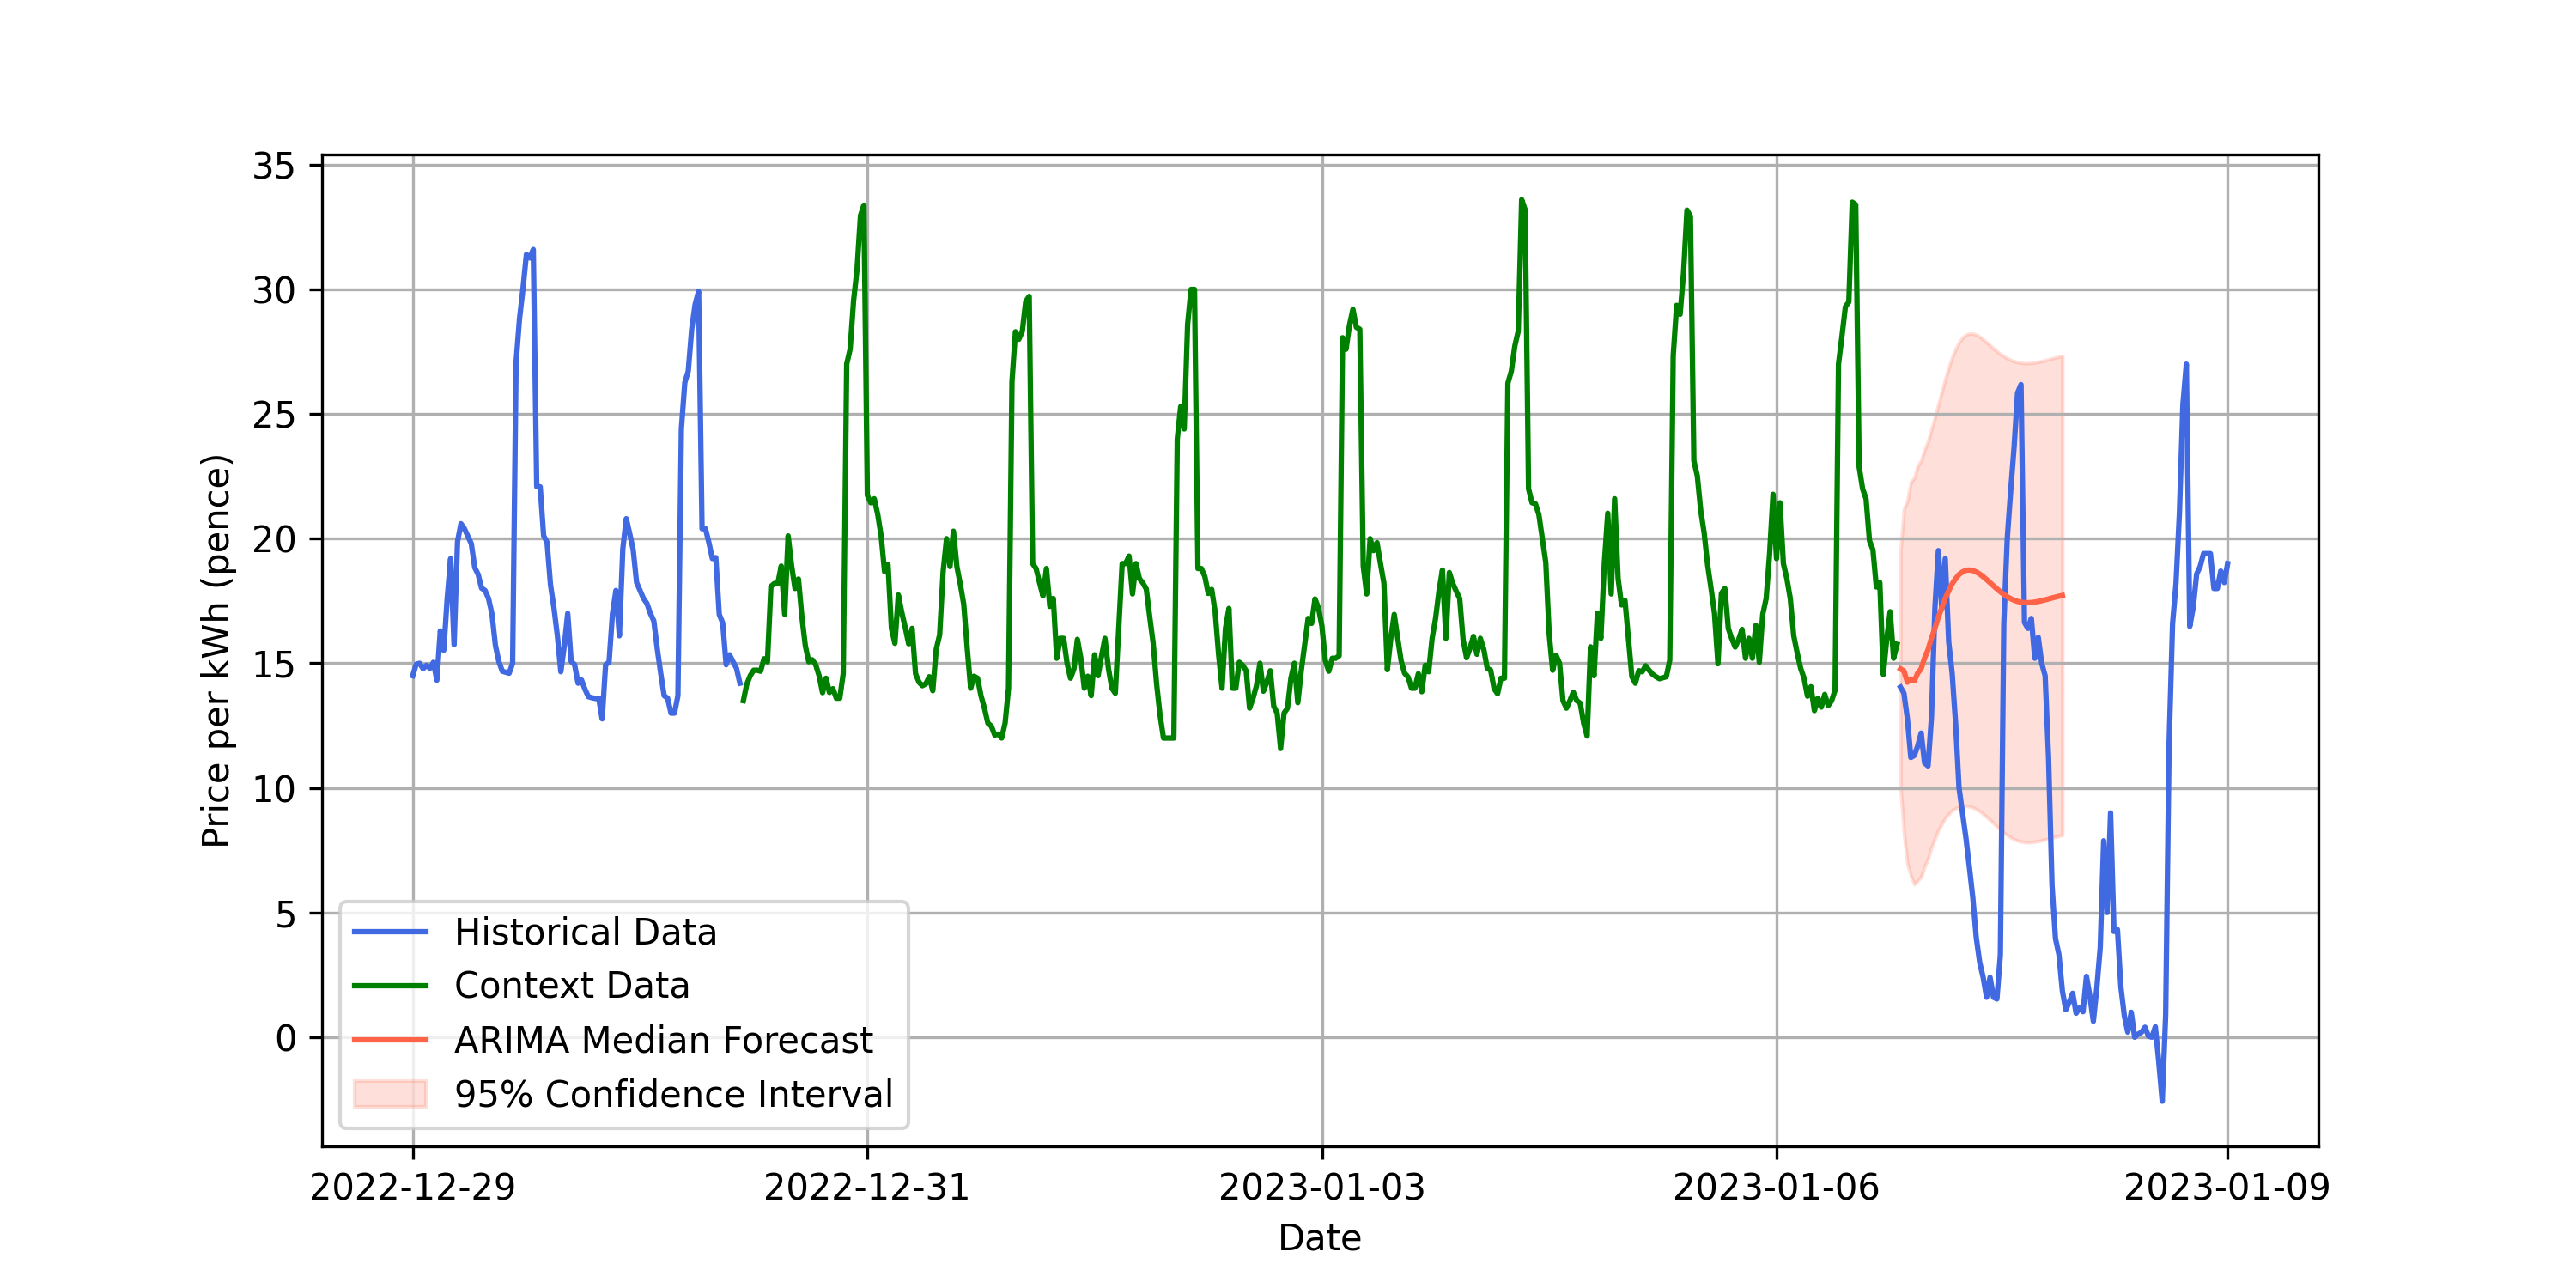 35
30
25
20
15
10
5
0
Price per kWh (pence)
Historical Data
Context Data
ARIMA Median Forecast
95% Confidence Interval
2022-12-29
2022-12-31
2023-01-03
2023-01-06
2023-01-09
Date